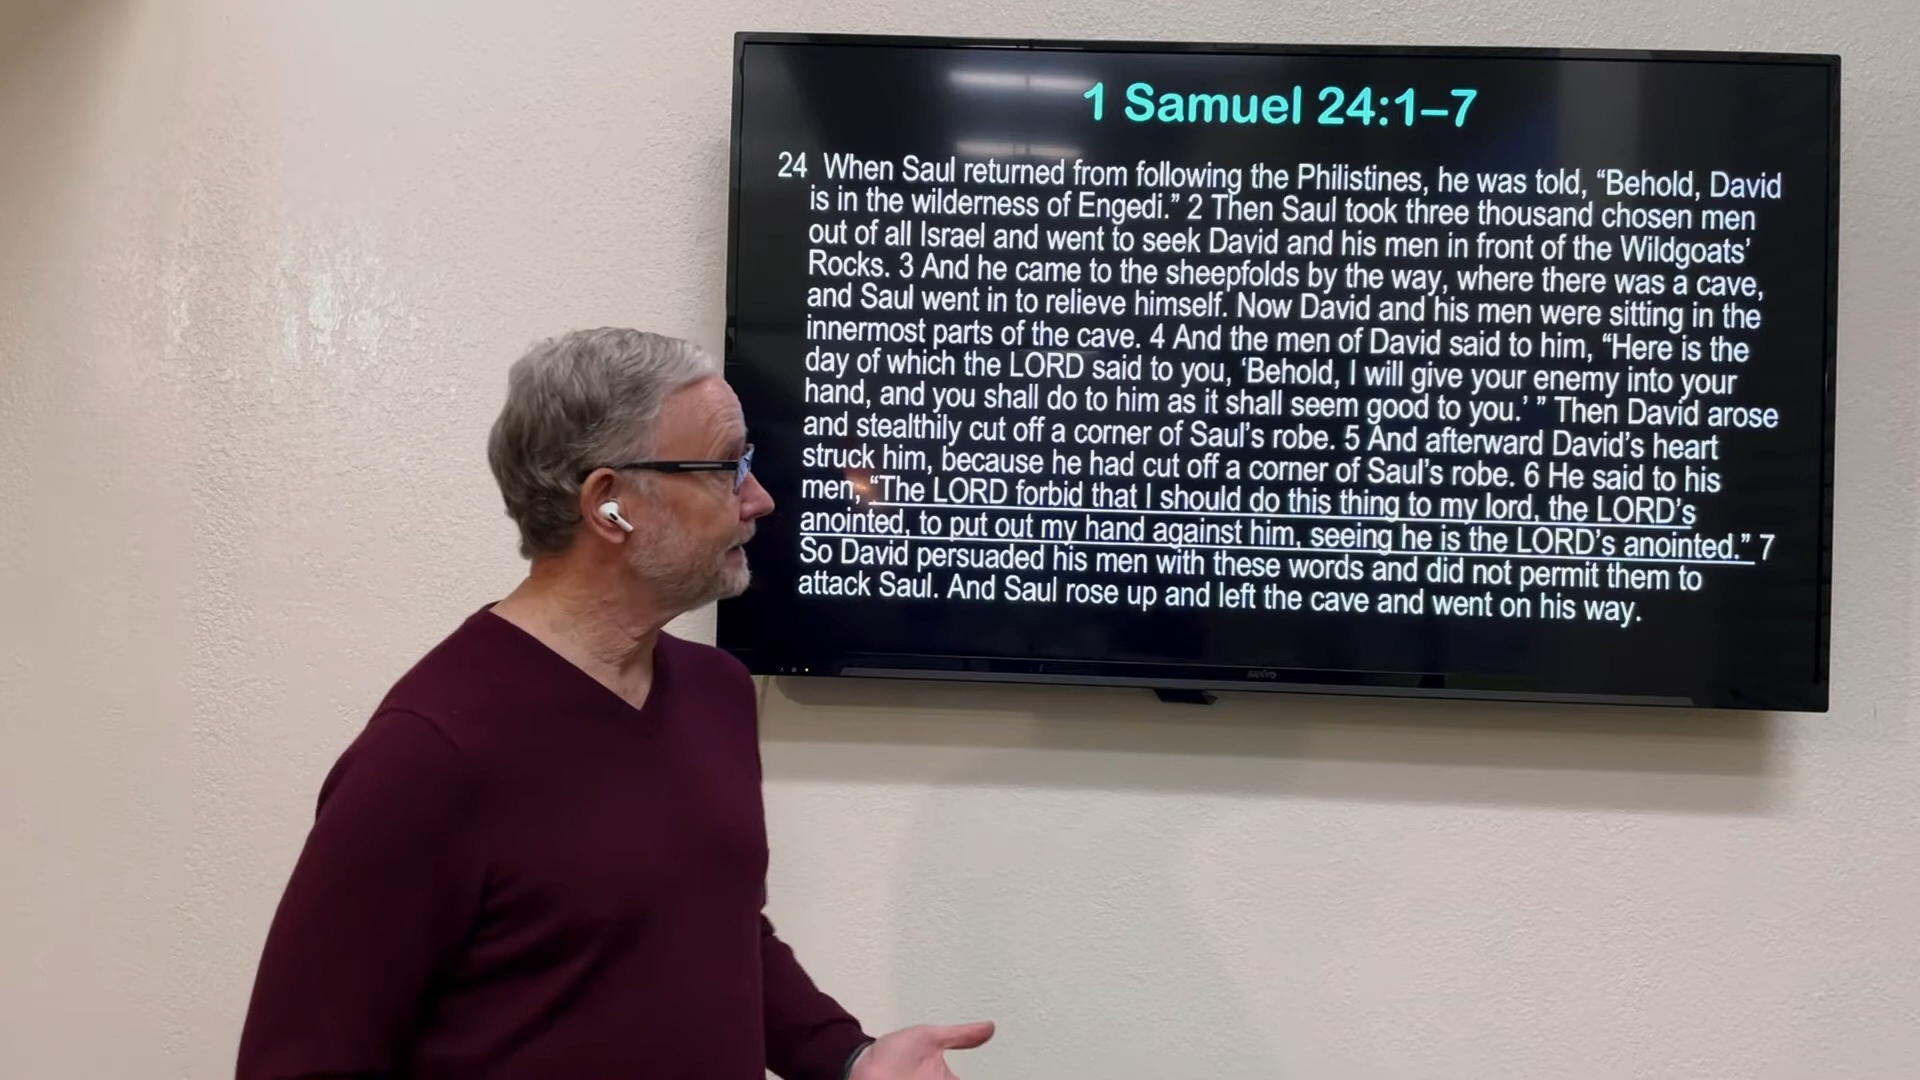 1 Samuel 24:1–7
24 When Saul returned from following the Philistines, he was told, “Behold, David
is in the wilderness of Engedi.” 2 Then Saul took three thousand chosen men
out of all Israel and went to seek David and his men in front of the Wildgoats’
Rocks. 3 And he came to the sheepfolds by the way, where there was a cave,
and Saul went in to relieve himself. Now David and his men were sitting in the
innermost parts of the cave. 4 And the men of David said to him, “Here is the
day of which the LORD said to you, ‘Behold, I will give your enemy into your
hand, and you shall do to him as it shall seem good to you.’ ” Then David arose
and stealthily cut off a corner of Saul’s robe. 5 And afterward David’s heart
struck him, because he had cut off a corner of Saul’s robe. 6 He said to his
men, “The LORD forbid that I should do this thing to my lord, the LORD’s
anointed, to put out my hand against him, seeing he is the LORD’s anointed.” 7
So David persuaded his men with these words and did not permit them to
attack Saul. And Saul rose up and left the cave and went on his way.
SANYO